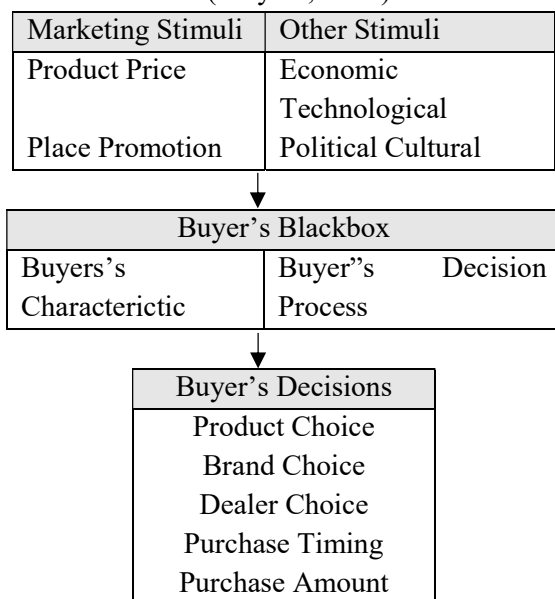 Marketing Stimuli Other Stimuli
Product Price Economic
Technological
Place Promotion Political Cultural
Buyer's Blackbox
Buyers's Buyer"s Decision
Characterictic Process
Buyer's Decisions
Product Choice
Brand Choice
Dealer Choice
Purchase Timing
Purchase Amount